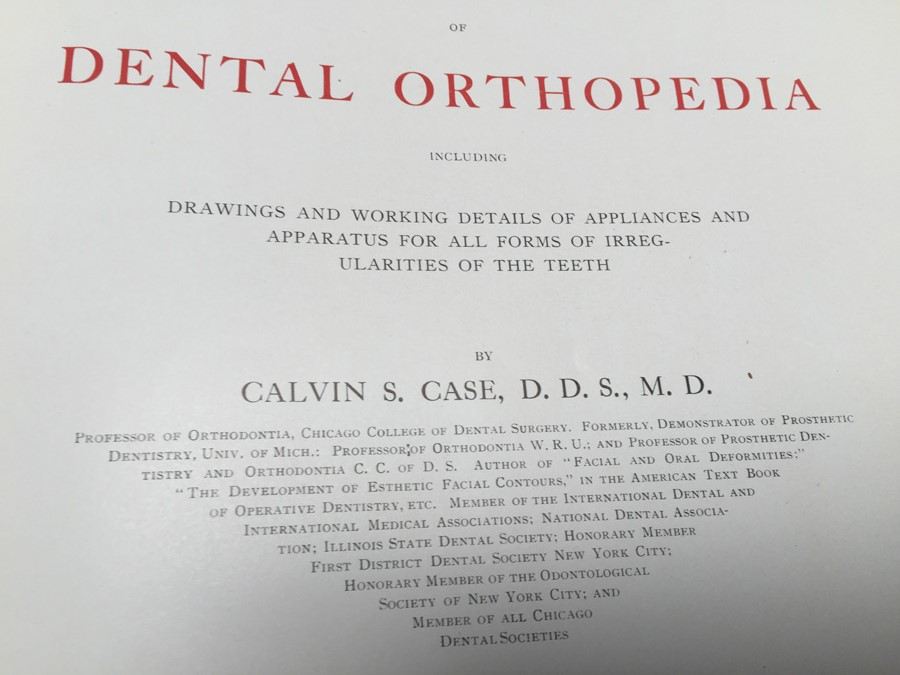 OF
DENTAL ORTHOPEDIA
INCLUDING
DRAWINGS AND WORKING DETAILS OF APPLIANCES AND
APPARATUS FOR ALL FORMS OF IRREG-
ULARITIES OF THE TEETH
BY
CALVIN S. CASE, D. D. S., M. D.
PROFESSOR OF ORTHODONTIA, CHICAGO COLLEGE OF DENTAL SURGERY. FORMERLY, DEMONSTRATOR OF PROSTHETIC
DENTISTRY, UNIV. OF MICH.: PROFESSOR OF ORTHODONTIA W. R. U.; AND PROFESSOR OF PROSTHETIC DEN-
TISTRY AND ORTHODONTIA C. C. OF D. S. AUTHOR OF "FACIAL AND ORAL DEFORMITIES:"
"THE DEVELOPMENT OF ESTHETIC FACIAL CONTOURS," IN THE AMERICAN TEXT BOOK
OF OPERATIVE DENTISTRY, ETC. MEMBER OF THE INTERNATIONAL DENTAL AND
INTERNATIONAL MEDICAL ASSOCIATIONS; NATIONAL DENTAL ASSOCIA-
TION; ILLINOIS STATE DENTAL SOCIETY; HONORARY MEMBER
FIRST DISTRICT DENTAL SOCIETY NEW YORK CITY;
HONORARY MEMBER OF THE ODONTOLOGICAL
SOCIETY OF NEW YORK CITY; AND
MEMBER OF ALL CHICAGO
DENTAL SOCIETIES